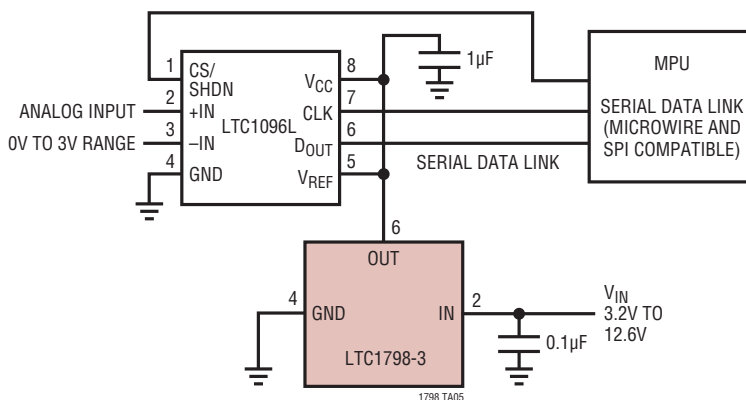 1
CS/
SHDN
2
+IN
3
–IN
4
GND
LTC1096L
8
VCC
7
CLK
6
DOUT
5
VREF
ANALOG INPUT
0V TO 3V RANGE
1µF
MPU
SERIAL DATA LINK
(MICROWIRE AND
SPI COMPATIBLE)
SERIAL DATA LINK
6
OUT
4
GND
IN
2
LTC1798-3
VIN
3.2V TO
12.6V
0.1µF
1798 TA05